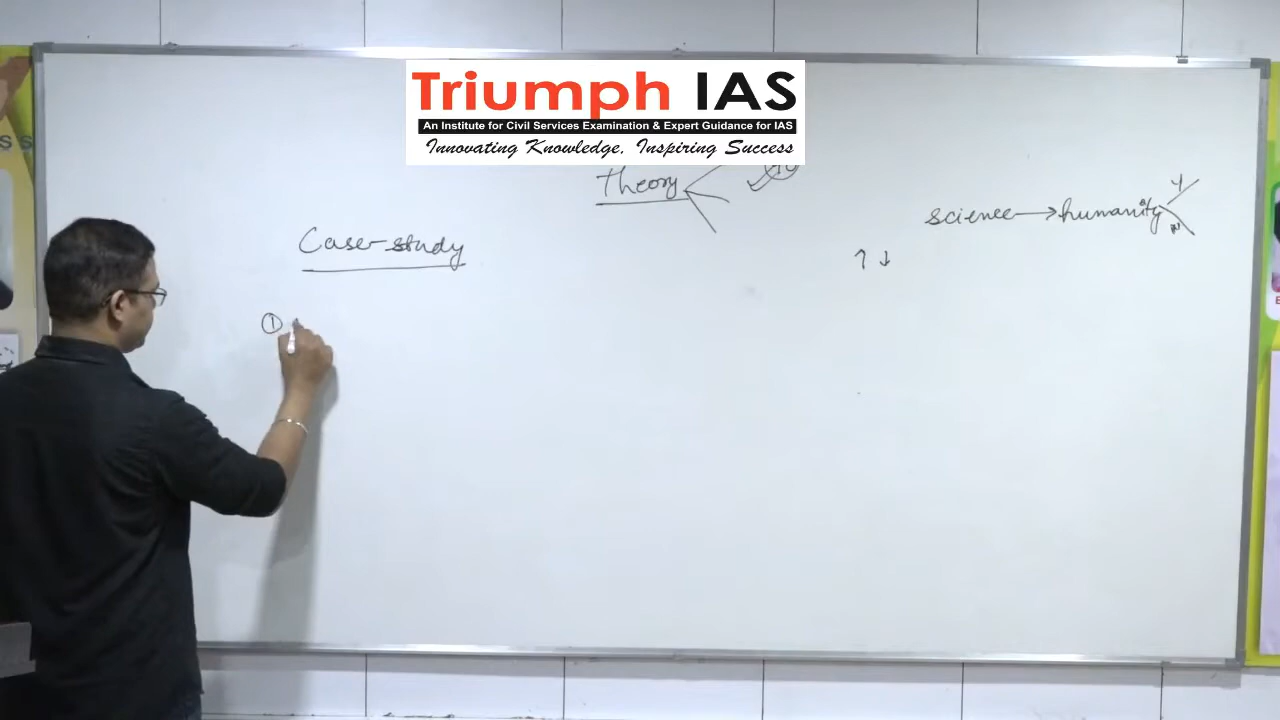 Triumph IAS
An Institute for Civil Services Examination & Expert Guidance for IAS
Innovating Knowledge, Inspiring Success
Theory
science → humanity
Case-study
↑ ↓
①